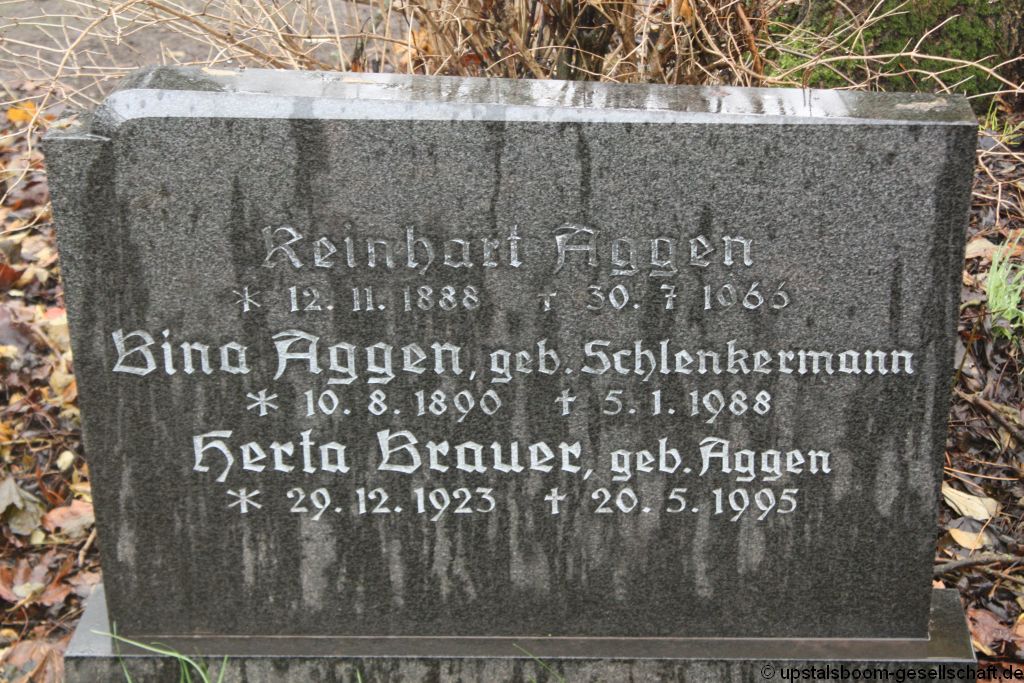 Reinhart Aggen
* 12. 11. 1888 † 30. 7 1966
Bina Aggen, geb. Schlenkermann
* 10. 8. 1890 † 5. 1. 1988
Herta Brauer, geb. Aggen
* 29. 12. 1923 † 20. 5. 1995
© upstalsboom-gesellschaft.de